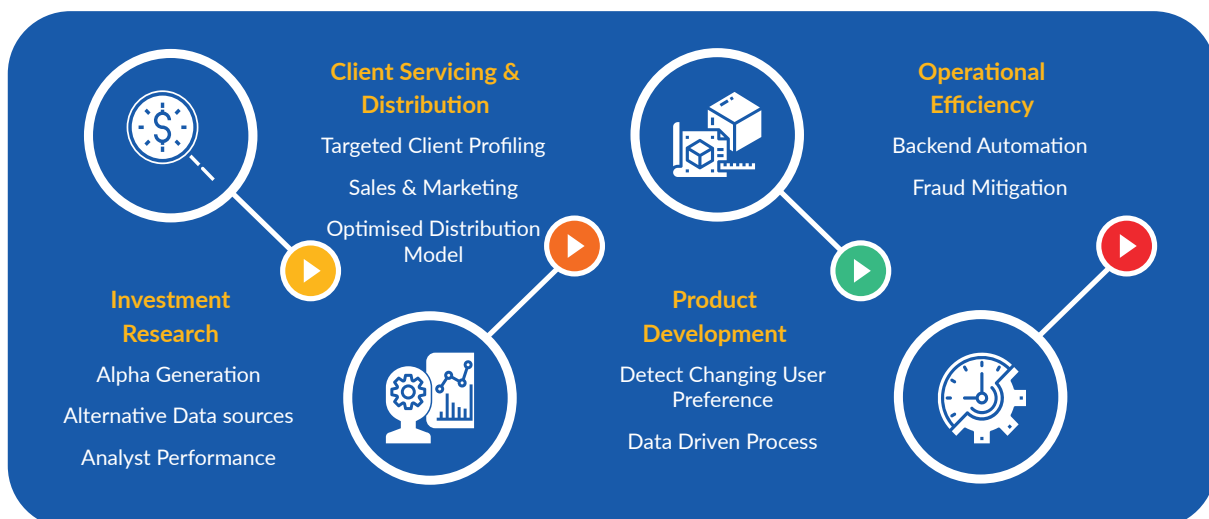 Investment
Research
Alpha Generation
Alternative Data sources
Analyst Performance
Client Servicing &
Distribution
Targeted Client Profiling
Sales & Marketing
Optimised Distribution
Model
Product
Development
Detect Changing User
Preference
Data Driven Process
Operational
Efficiency
Backend Automation
Fraud Mitigation